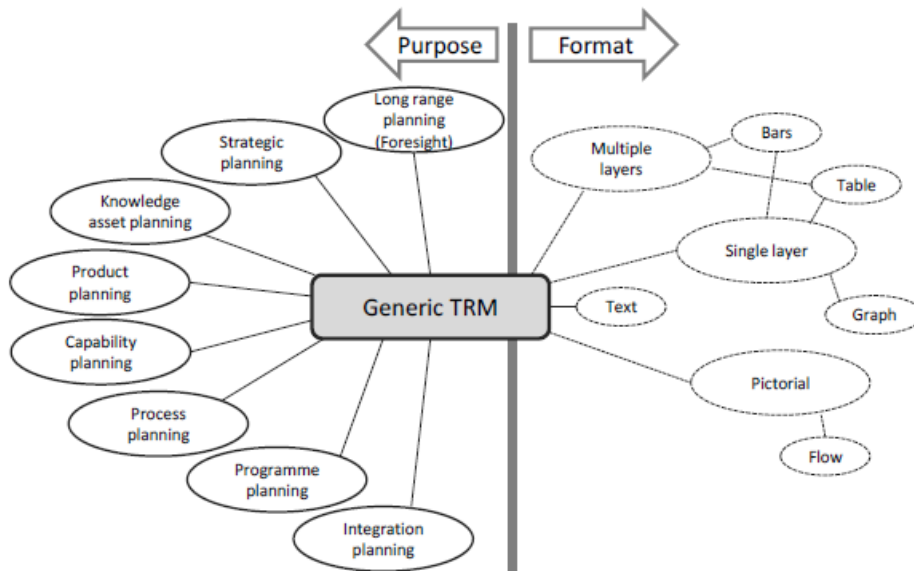 Purpose
Format
Long range
planning
(Foresight)
Strategic
planning
Knowledge
asset planning
Product
planning
Capability
planning
Process
planning
Programme
planning
Integration
planning
Generic TRM
Multiple
layers
Bars
Table
Single layer
Text
Graph
Pictorial
Flow